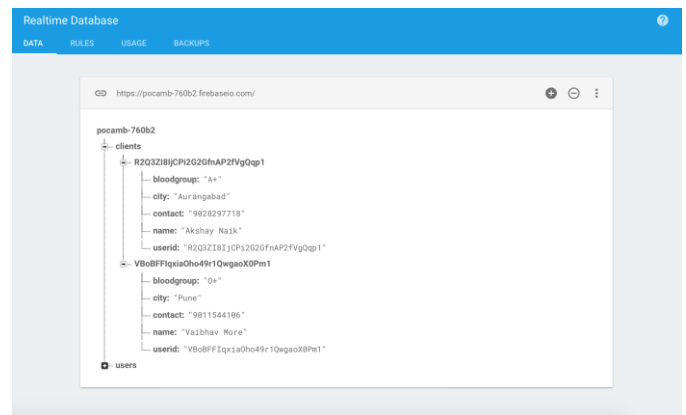 Realtime Database
DATA RULES USAGE BACKUPS
https://pocamb-760b2.firebaseio.com/
pocamb-760b2
clients
R2Q3ZI8IjCPi2G2GfnAP2fVgQqp1
bloodgroup: "A+"
city: "Aurangabad"
contact: "9028297718"
name: "Akshay Naik"
userid: "R2Q3ZI8IjCPi2G2GfnAP2fVgQqp1"
VBoBFFIqxiaOho49r1QwgaoX0Pm1
bloodgroup: "O+"
city: "Pune"
contact: "9011544106"
name: "Vaibhav More"
userid: "VBoBFFIqxiaOho49r1QwgaoX0Pm1"
users